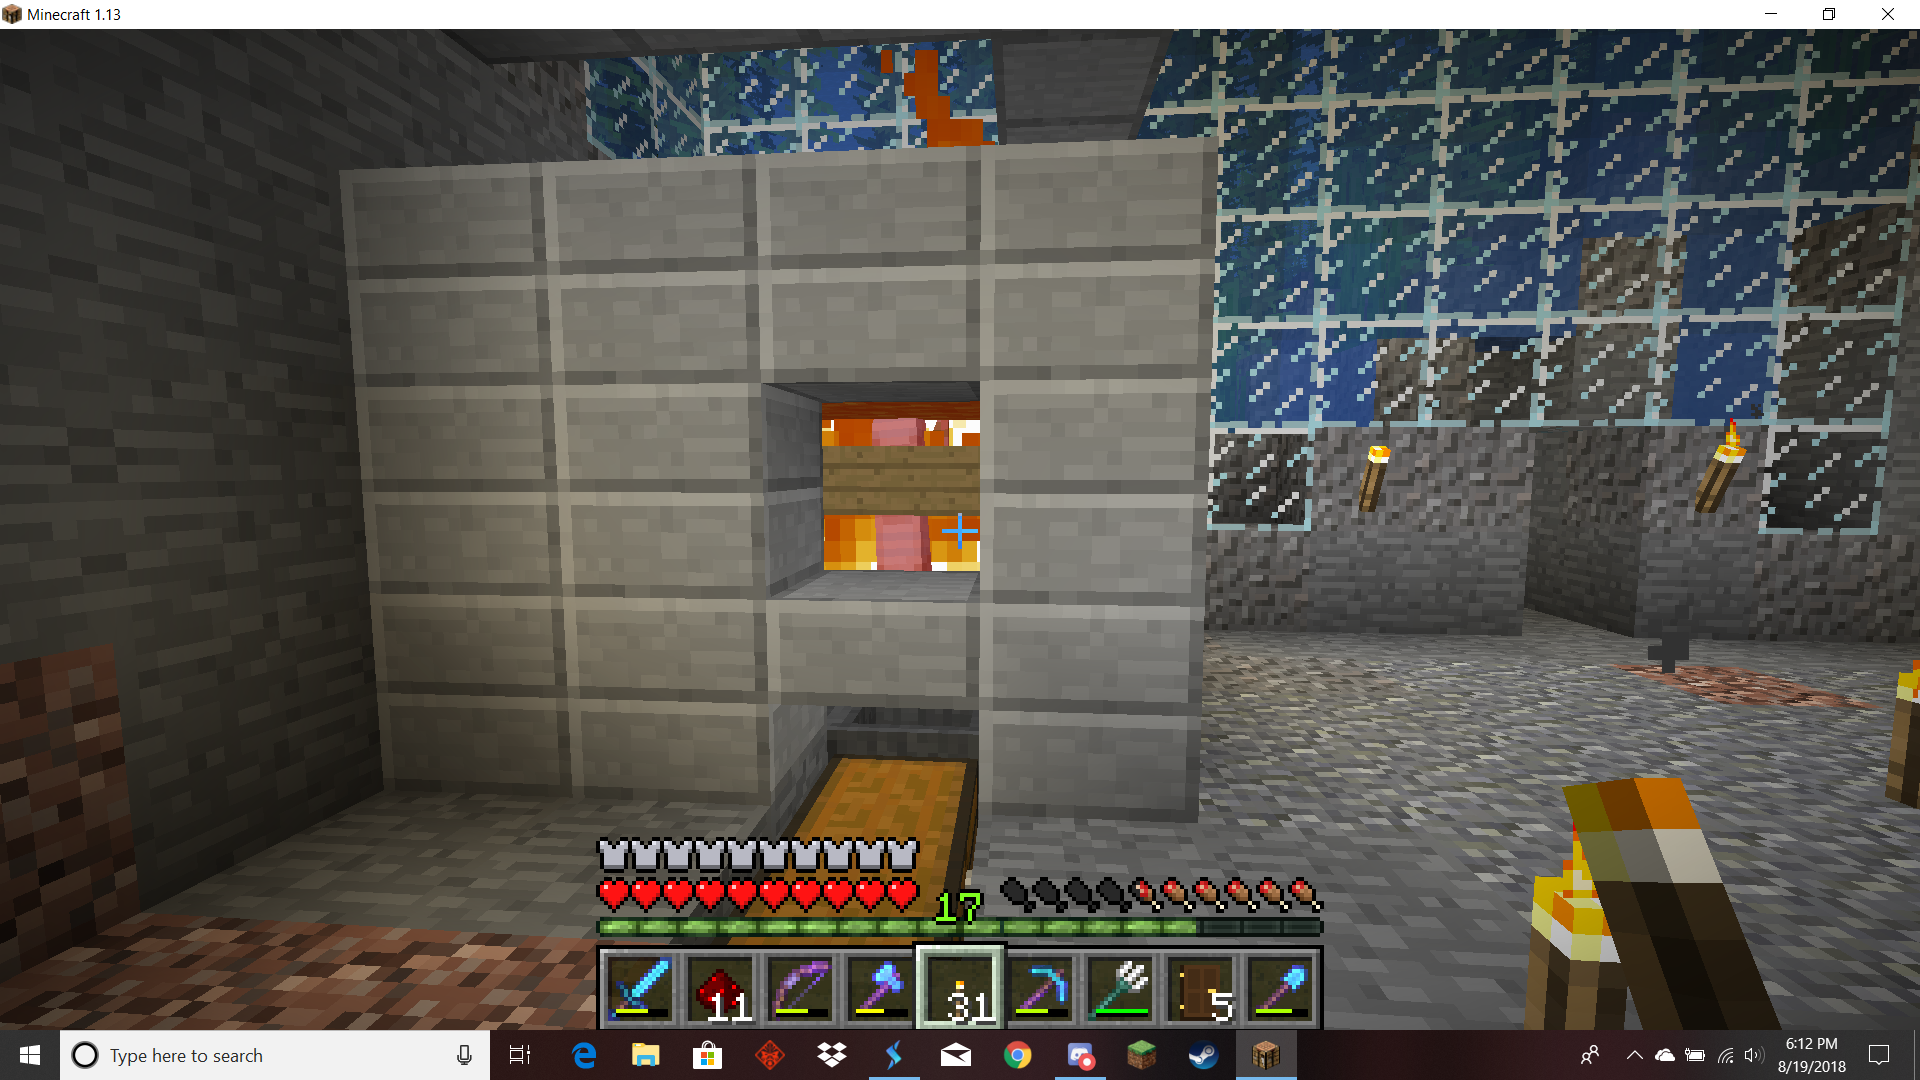 Minecraft 1.13
17
11
31
5
Type here to search
6:12 PM
8/19/2018